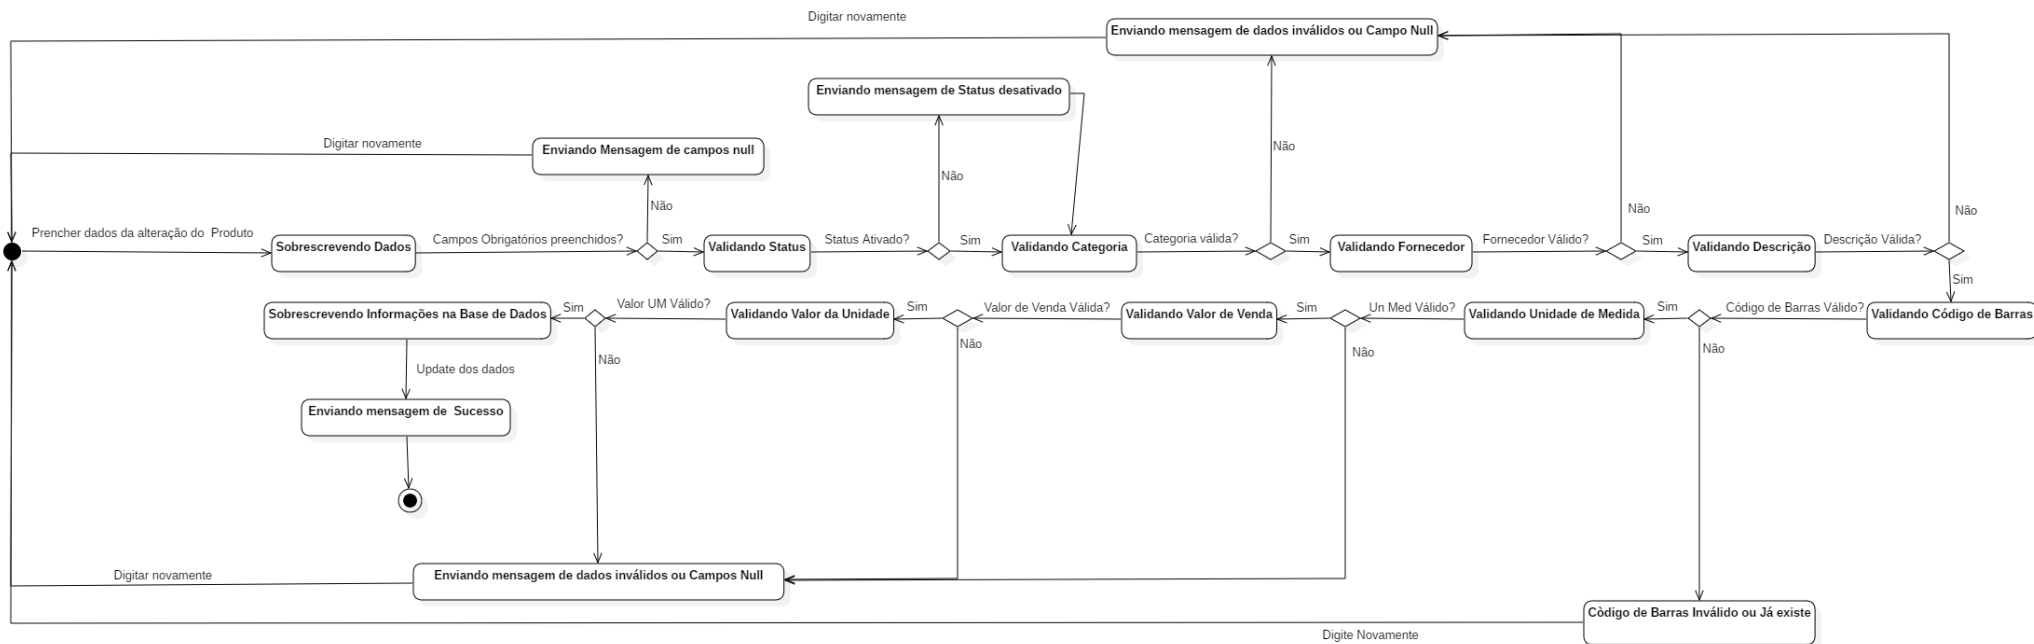 Digitar novamente
Enviando mensagem de dados inválidos ou Campo Null
Enviando mensagem de Status desativado
Digitar novamente
Enviando Mensagem de campos null
Não
Não
Não
Não
Não
Prencher dados da alteração do  Produto
Sobrescrevendo Dados
Campos Obrigatórios preenchidos?
Sim
Validando Status
Status Ativado?
Sim
Validando Categoria
Categoria válida?
Sim
Validando Fornecedor
Fornecedor Válido?
Sim
Validando Descrição
Descrição Válida?
Sim
Validando Código de Barras
Código de Barras Válido?
Sim
Não
Validando Unidade de Medida
Un Med Válido?
Sim
Não
Validando Valor de Venda
Valor de Venda Válida?
Sim
Não
Validando Valor da Unidade
Valor UM Válido?
Sim
Não
Sobrescrevendo Informações na Base de Dados
Update dos dados
Enviando mensagem de  Sucesso
Digitar novamente
Enviando mensagem de dados inválidos ou Campos Null
Còdigo de Barras Inválido ou Já existe
Digite Novamente